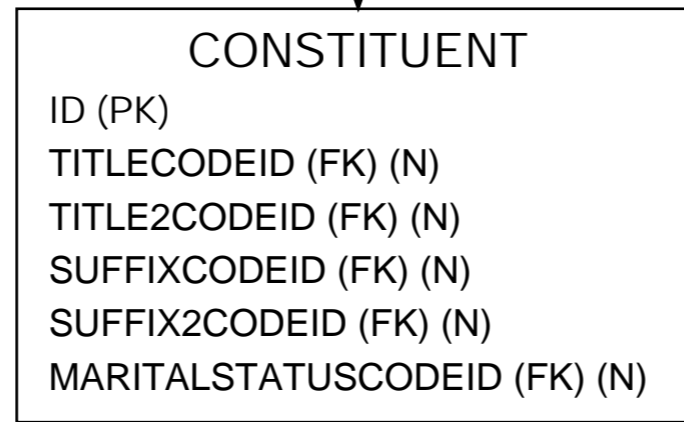 CONSTITUENT
ID (PK)
TITLECODEID (FK) (N)
TITLE2CODEID (FK) (N)
SUFFIXCODEID (FK) (N)
SUFFIX2CODEID (FK) (N)
MARITALSTATUSCODEID (FK) (N)